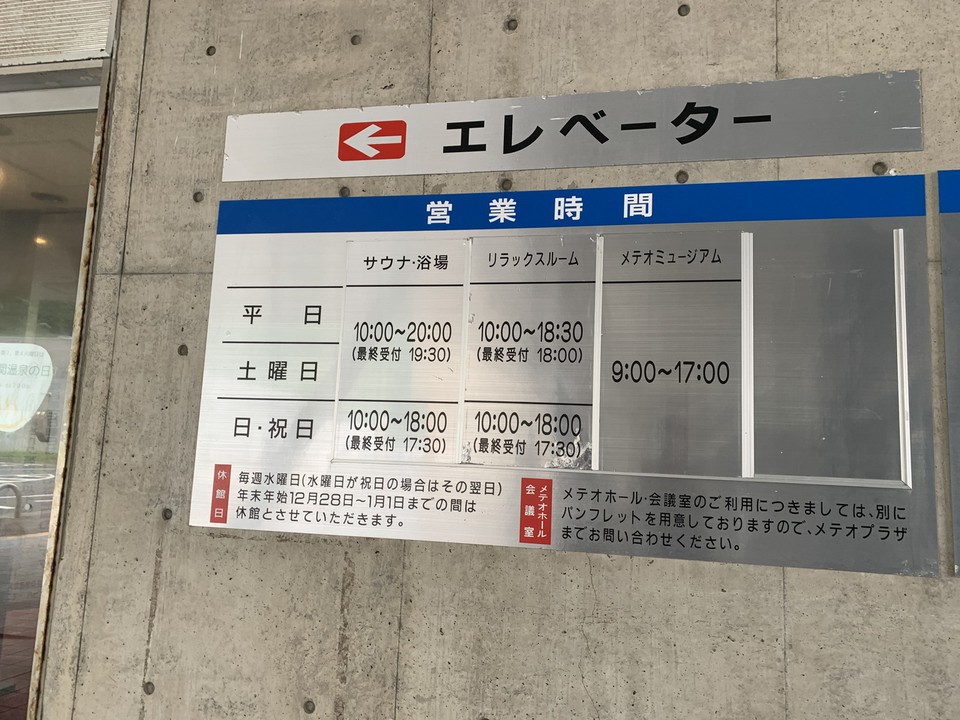 エレベーター
営業時間
サウナ・浴場 リラックスルーム メテオミュージアム
平日
10:00〜20:00 10:00〜18:30
(最終受付 19:30) (最終受付 18:00)
土曜日
9:00〜17:00
日・祝日
10:00〜18:00 10:00〜18:00
(最終受付 17:30) (最終受付 17:30)
休館日
毎週水曜日(水曜日が祝日の場合はその翌日)
年末年始12月28日〜1月1日までの間は
休館とさせていただきます。
メテオホール
会議室
メテオホール・会議室のご利用につきましては、別に
パンフレットを用意しておりますので、メテオプラザ
までお問い合わせください。
温泉の日